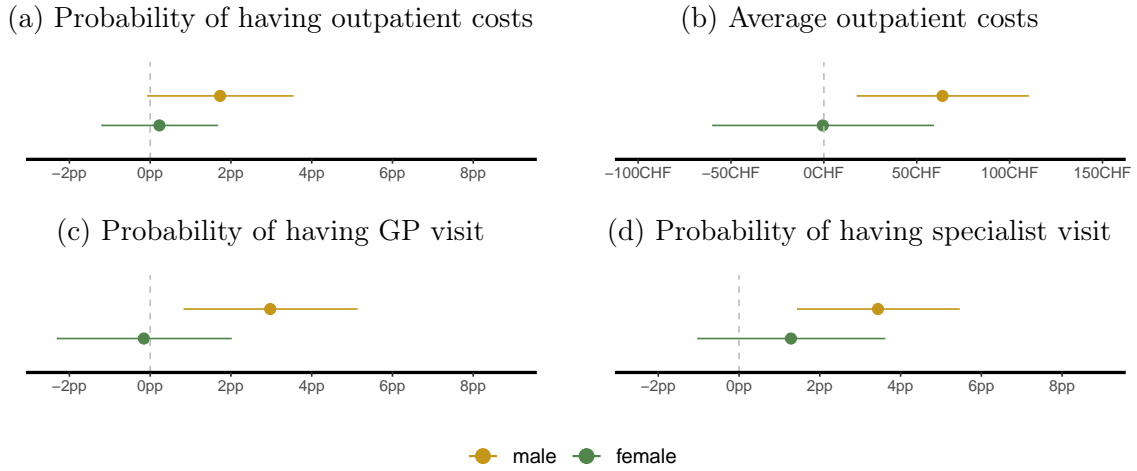 (a) Probability of having outpatient costs
−2pp 0pp 2pp 4pp 6pp 8pp
(b) Average outpatient costs
−100CHF −50CHF 0CHF 50CHF 100CHF 150CHF
(c) Probability of having GP visit
−2pp 0pp 2pp 4pp 6pp 8pp
(d) Probability of having specialist visit
−2pp 0pp 2pp 4pp 6pp 8pp
male female